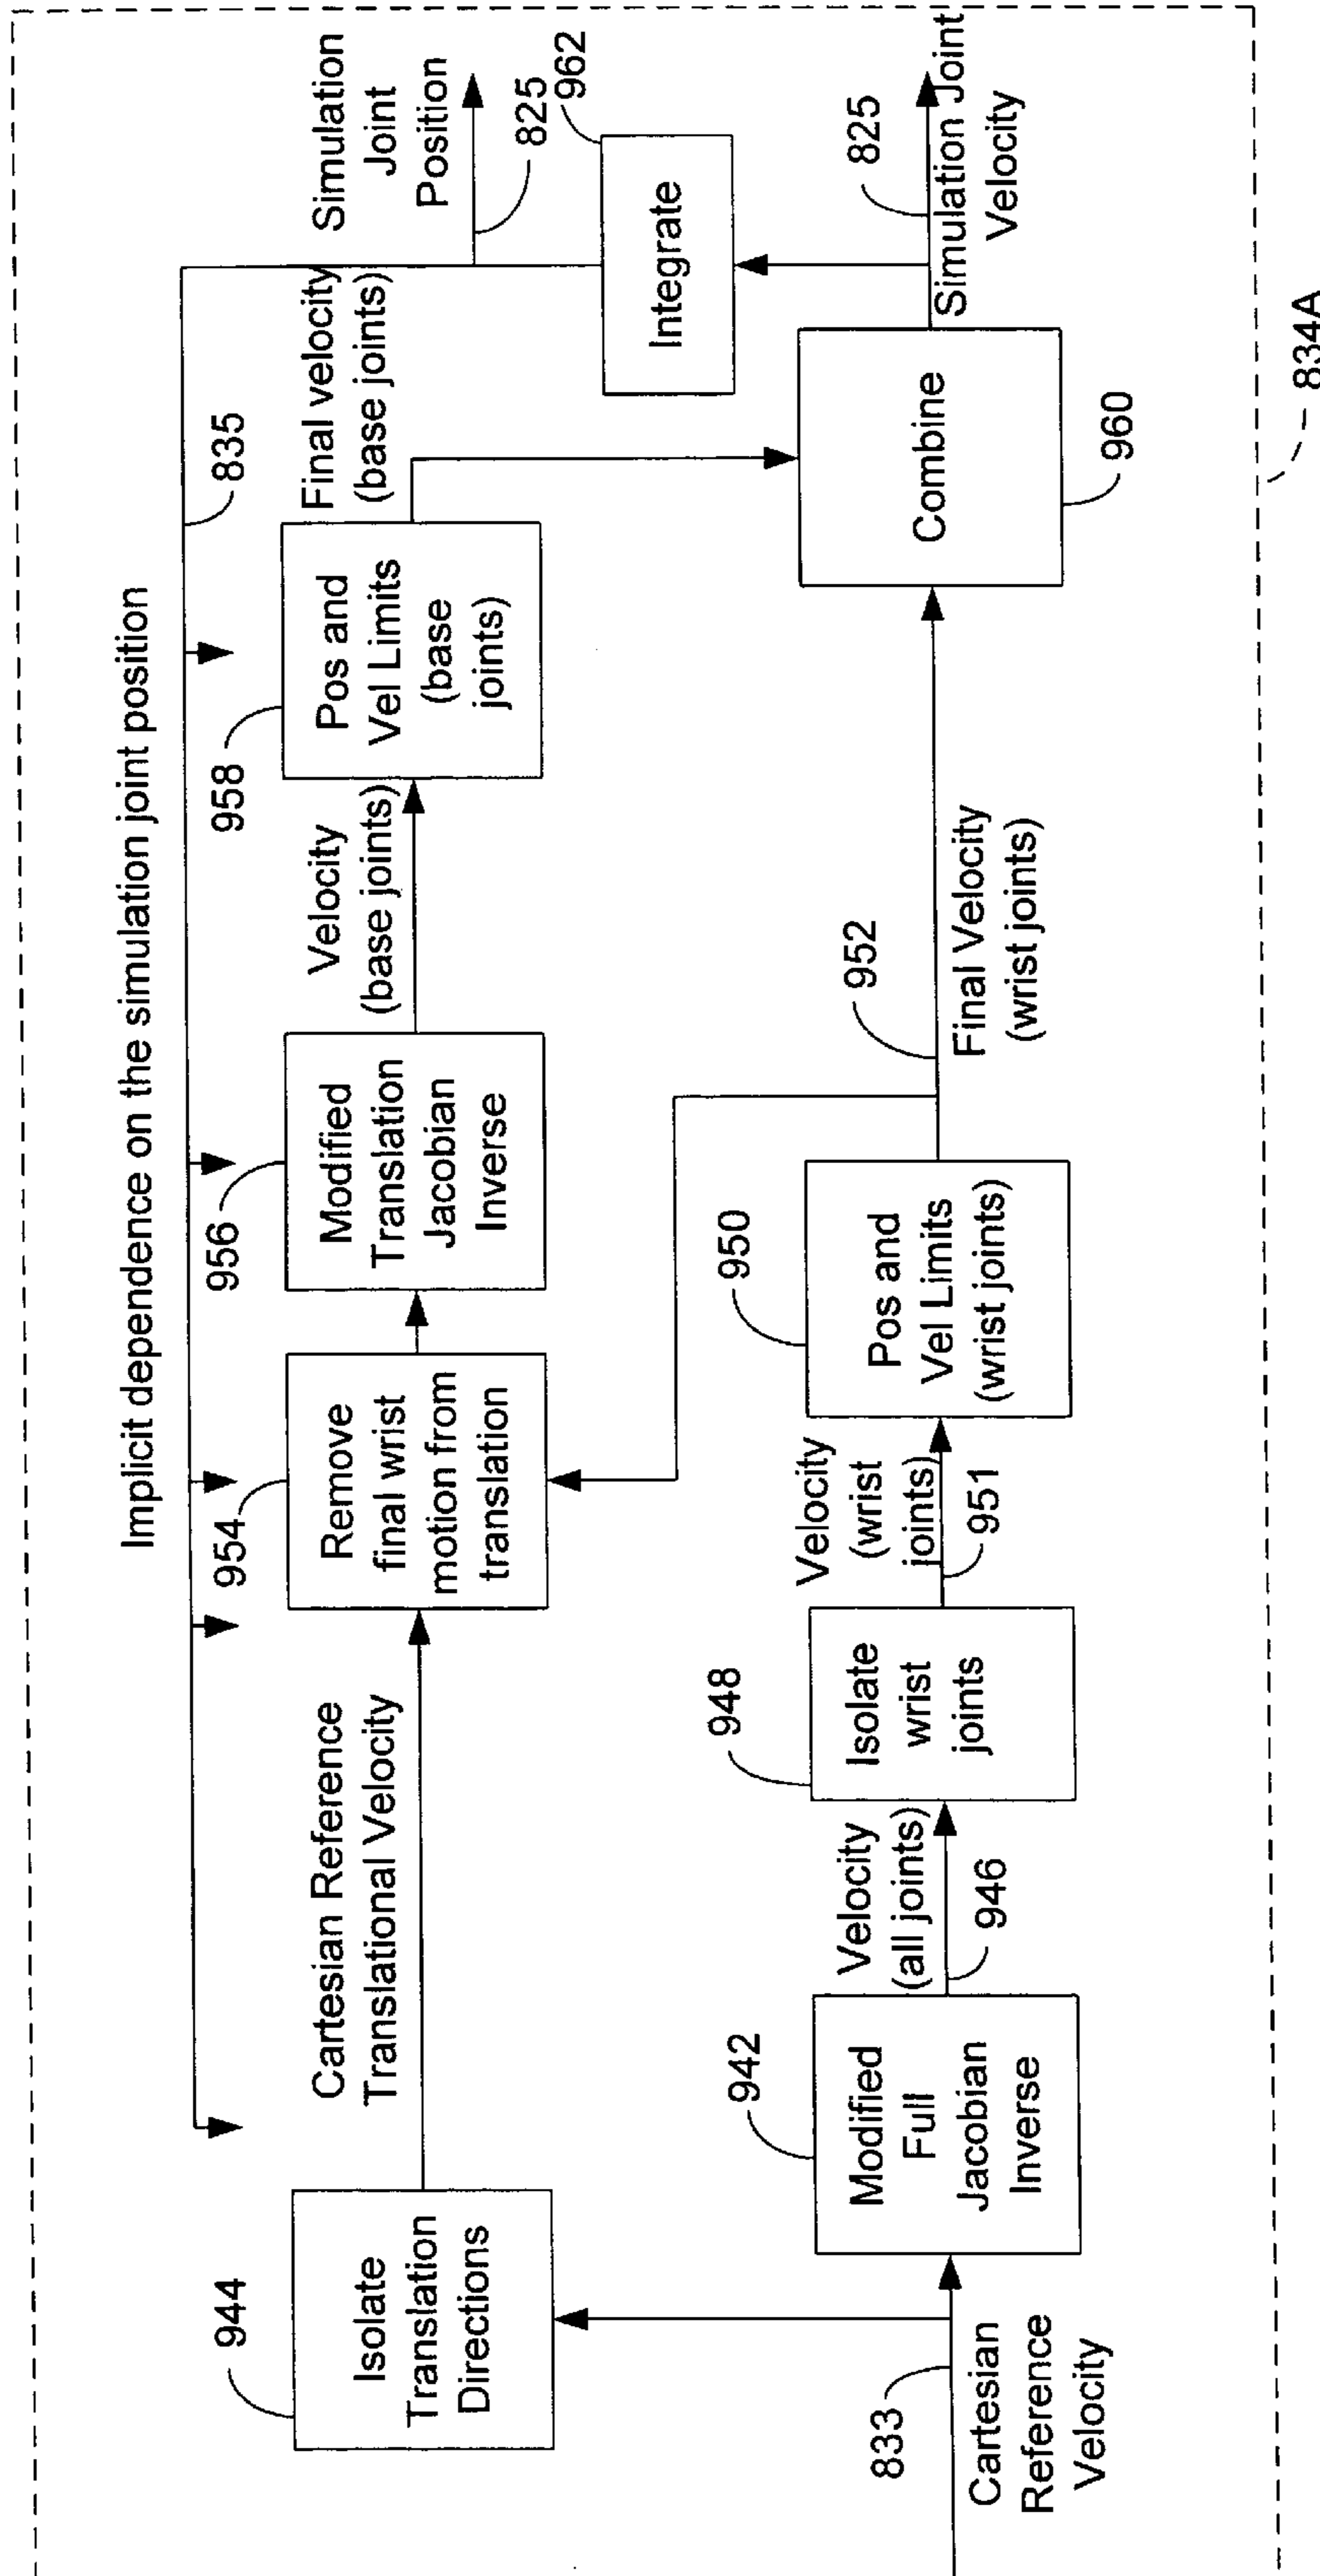 Implicit dependence on the simulation joint position
835
944
Isolate
Translation
Directions
Cartesian Reference
Translational Velocity
954
Remove
final wrist
motion from
translation
956
Modified
Translation
Jacobian
Inverse
Velocity
(base joints)
958
Pos and
Vel Limits
(base
joints)
Final velocity
(base joints)
Simulation
Joint
Position
825
962
Integrate
833
Cartesian
Reference
Velocity
942
Modified
Full
Jacobian
Inverse
Velocity
(all joints)
946
948
Isolate
wrist
joints
Velocity
(wrist
joints)
951
950
Pos and
Vel Limits
(wrist joints)
952
Final Velocity
(wrist joints)
Combine
960
825
Simulation Joint
Velocity
834A